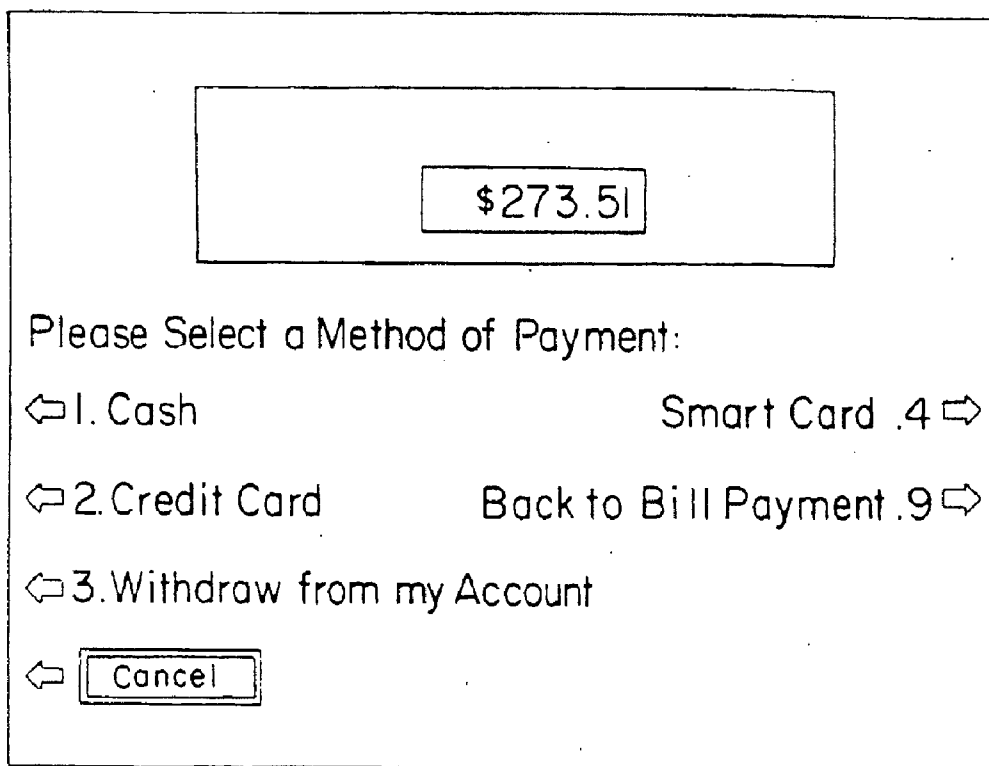 $273.51
Please Select a Method of Payment:
1. Cash
Smart Card .4
2. Credit Card
Back to Bill Payment .9
3. Withdraw from my Account
Cancel